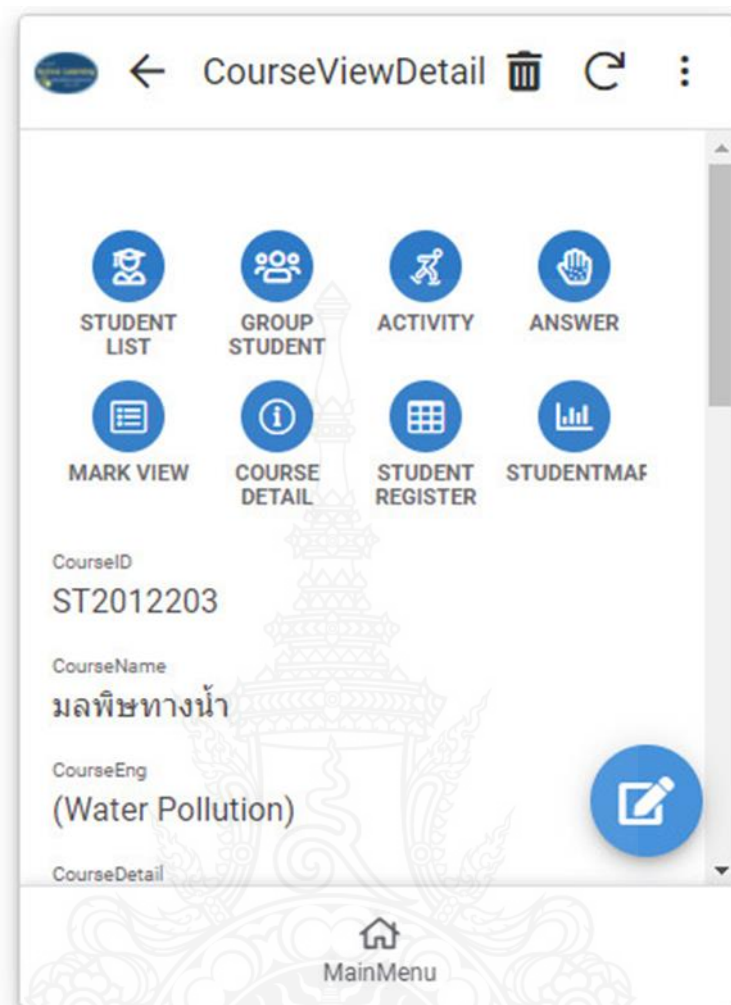 CourseViewDetail
STUDENT LIST
GROUP STUDENT
ACTIVITY
ANSWER
MARK VIEW
COURSE DETAIL
STUDENT REGISTER
STUDENTMAR
CourseID
ST2012203
CourseName
มลพิษทางน้ำ
CourseEng
(Water Pollution)
CourseDetail
MainMenu